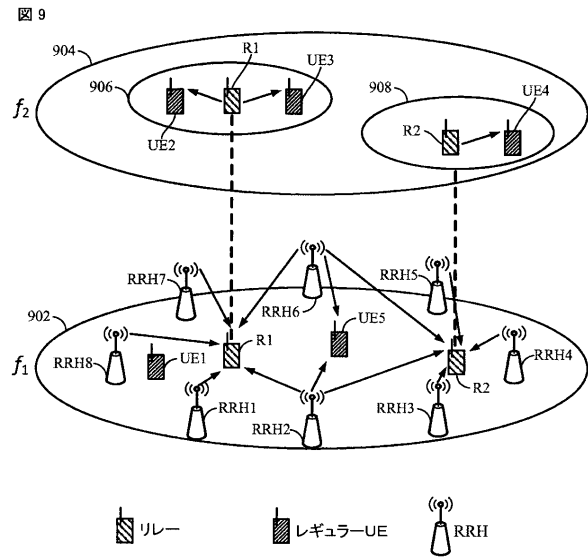 図 9
904
R1
UE3
906
908
UE4
f2
UE2
R2
RRH7
RRH6
RRH5
902
UE5
f1
RRH8
UE1
R1
RRH4
R2
RRH1
RRH2
RRH3
リレー
レギュラーUE
RRH